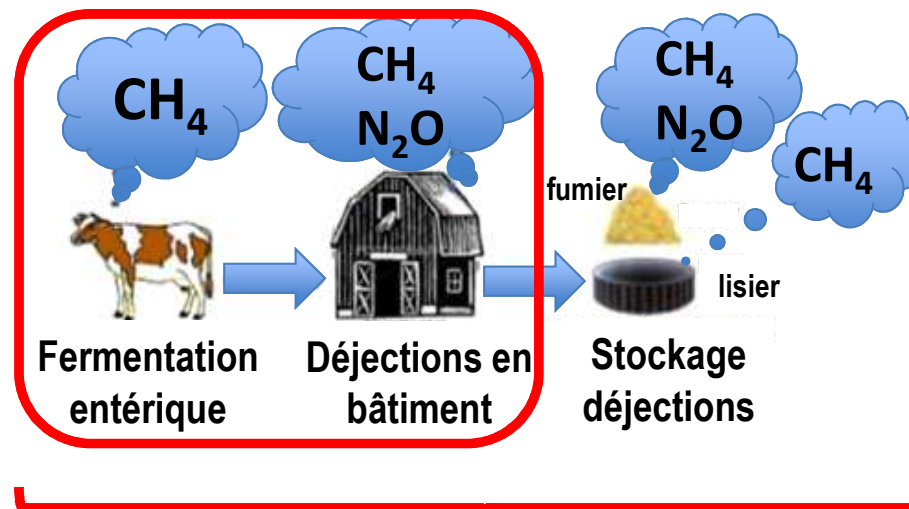 CH₄
CH₄
N₂O
CH₄
N₂O
CH₄
fumier
lisier
Fermentation
entérique
Déjections en
bâtiment
Stockage
déjections